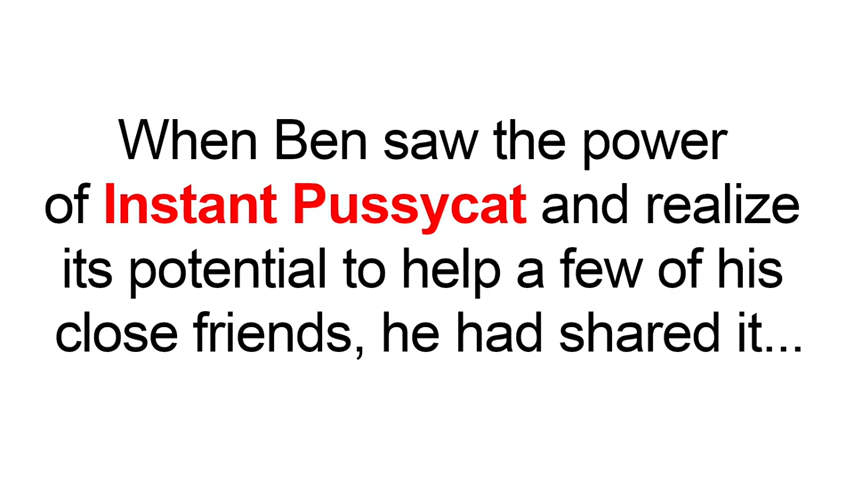 When Ben saw the power
of Instant Pussycat and realize
its potential to help a few of his
close friends, he had shared it...